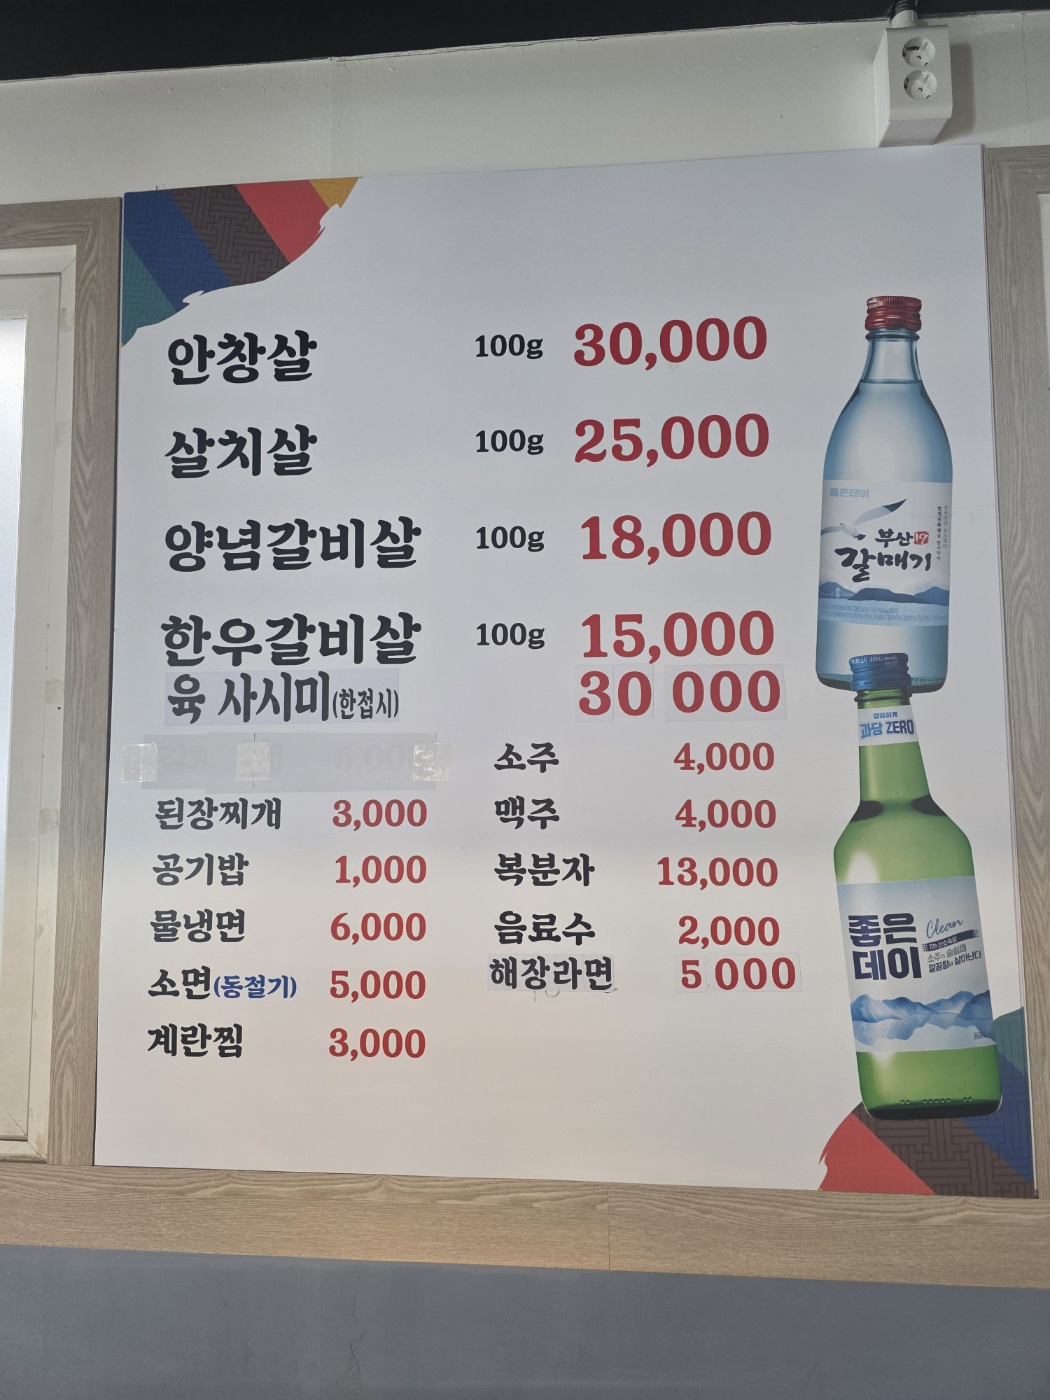 안창살 100g 30,000
살치살 100g 25,000
양념갈비살 100g 18,000
한우갈비살 100g 15,000
육 사시미(한접시) 30 000
된장찌개 3,000
공기밥 1,000
물냉면 6,000
소면(동절기) 5,000
계란찜 3,000
소주 4,000
맥주 4,000
복분자 13,000
음료수 2,000
해장라면 5 000
좋은데이
부산 19
갈매기
과당 ZERO
좋은
데이
Clean